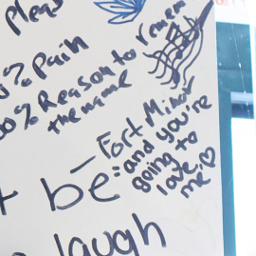 Pleas
% Pain
0% Reason to remem
the name
— Fort Minor
and you're
going to
love
me ♡
be:
laugh